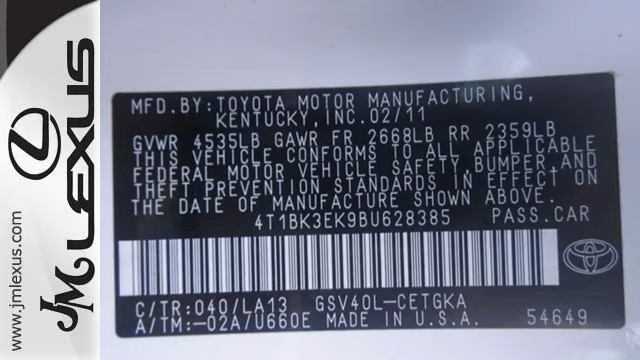 www.jmlexus.com
JM LEXUS
MFD.BY:TOYOTA MOTOR MANUFACTURING,
KENTUCKY,INC.02/11
GVWR 4535LB GAWR FR 2668LB RR 2359LB
THIS VEHICLE CONFORMS TO ALL APPLICABLE
FEDERAL MOTOR VEHICLE SAFETY,BUMPER,AND
THEFT PREVENTION STANDARDS IN EFFECT ON
THE DATE OF MANUFACTURE SHOWN ABOVE.
4T1BK3EK9BU628385 PASS.CAR
C/TR:040/LA13 GSV40L-CETGKA
A/TM:-02A/U660E MADE IN U.S.A. 54649
TOYOTA